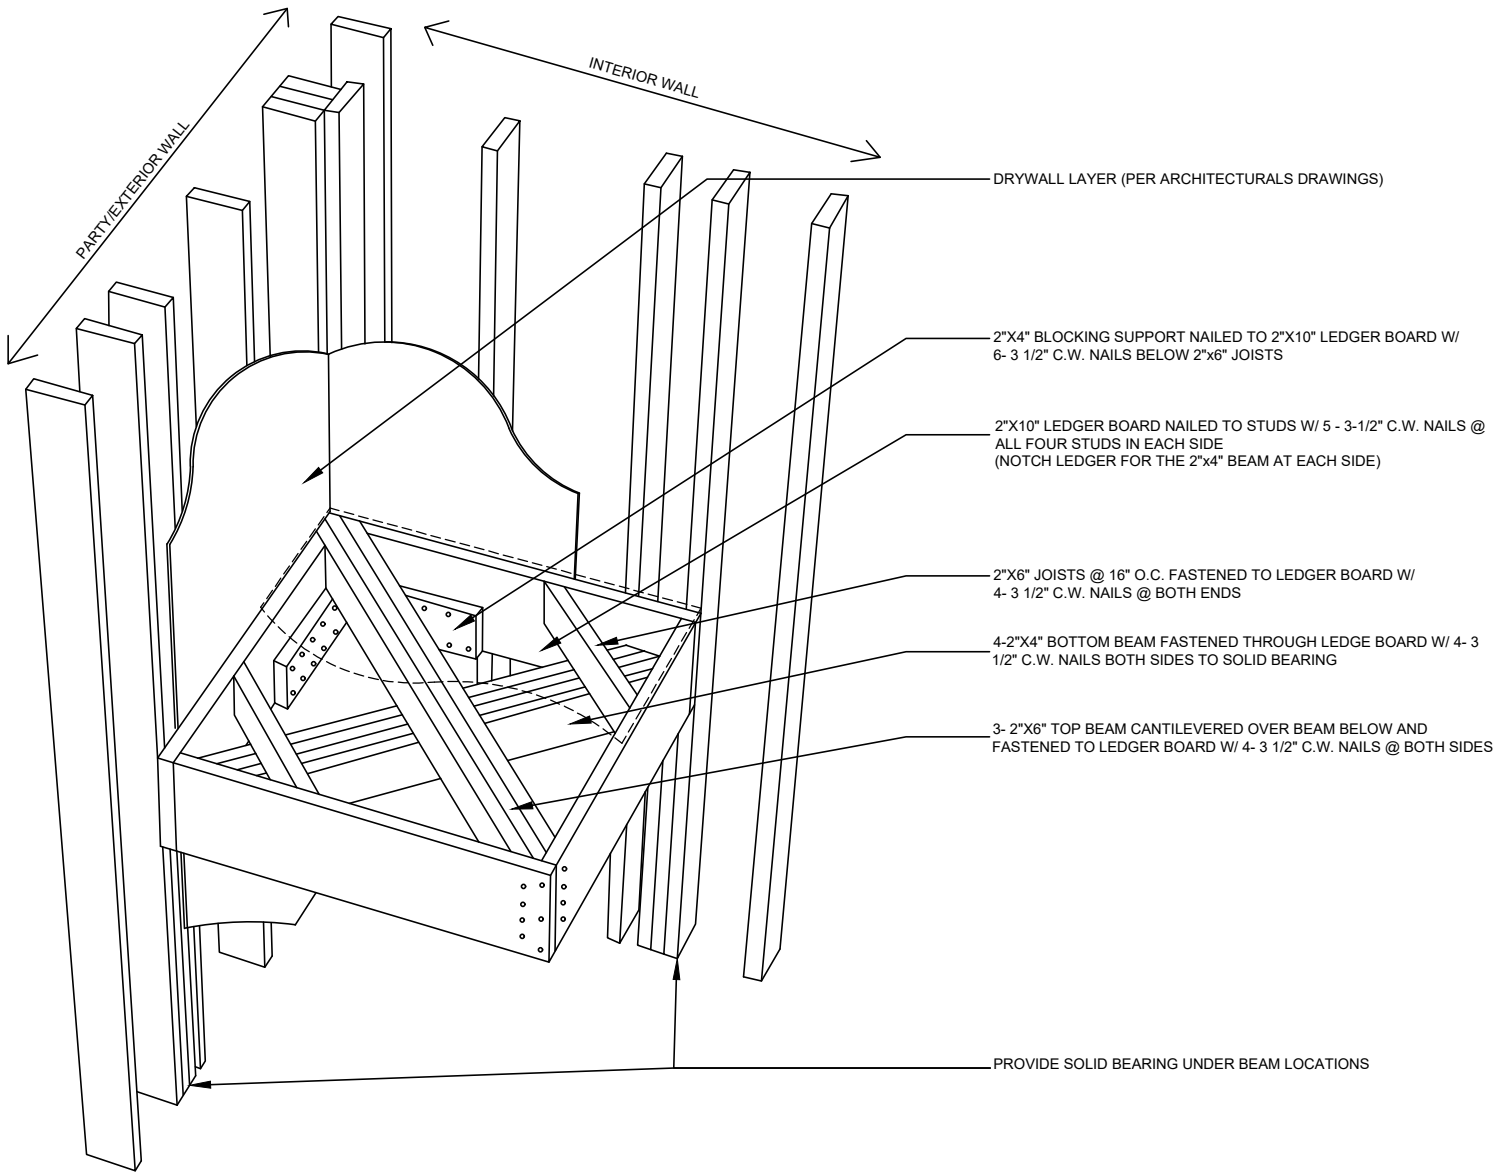 INTERIOR WALL
PARTY/EXTERIOR WALL
DRYWALL LAYER (PER ARCHITECTURALS DRAWINGS)
2"X4" BLOCKING SUPPORT NAILED TO 2"X10" LEDGER BOARD W/
6- 3 1/2" C.W. NAILS BELOW 2"x6" JOISTS
2"X10" LEDGER BOARD NAILED TO STUDS W/ 5 - 3-1/2" C.W. NAILS @
ALL FOUR STUDS IN EACH SIDE
(NOTCH LEDGER FOR THE 2"x4" BEAM AT EACH SIDE)
2"X6" JOISTS @ 16" O.C. FASTENED TO LEDGER BOARD W/
4- 3 1/2" C.W. NAILS @ BOTH ENDS
4-2"X4" BOTTOM BEAM FASTENED THROUGH LEDGE BOARD W/ 4- 3
1/2" C.W. NAILS BOTH SIDES TO SOLID BEARING
3- 2"X6" TOP BEAM CANTILEVERED OVER BEAM BELOW AND
FASTENED TO LEDGER BOARD W/ 4- 3 1/2" C.W. NAILS @ BOTH SIDES
PROVIDE SOLID BEARING UNDER BEAM LOCATIONS